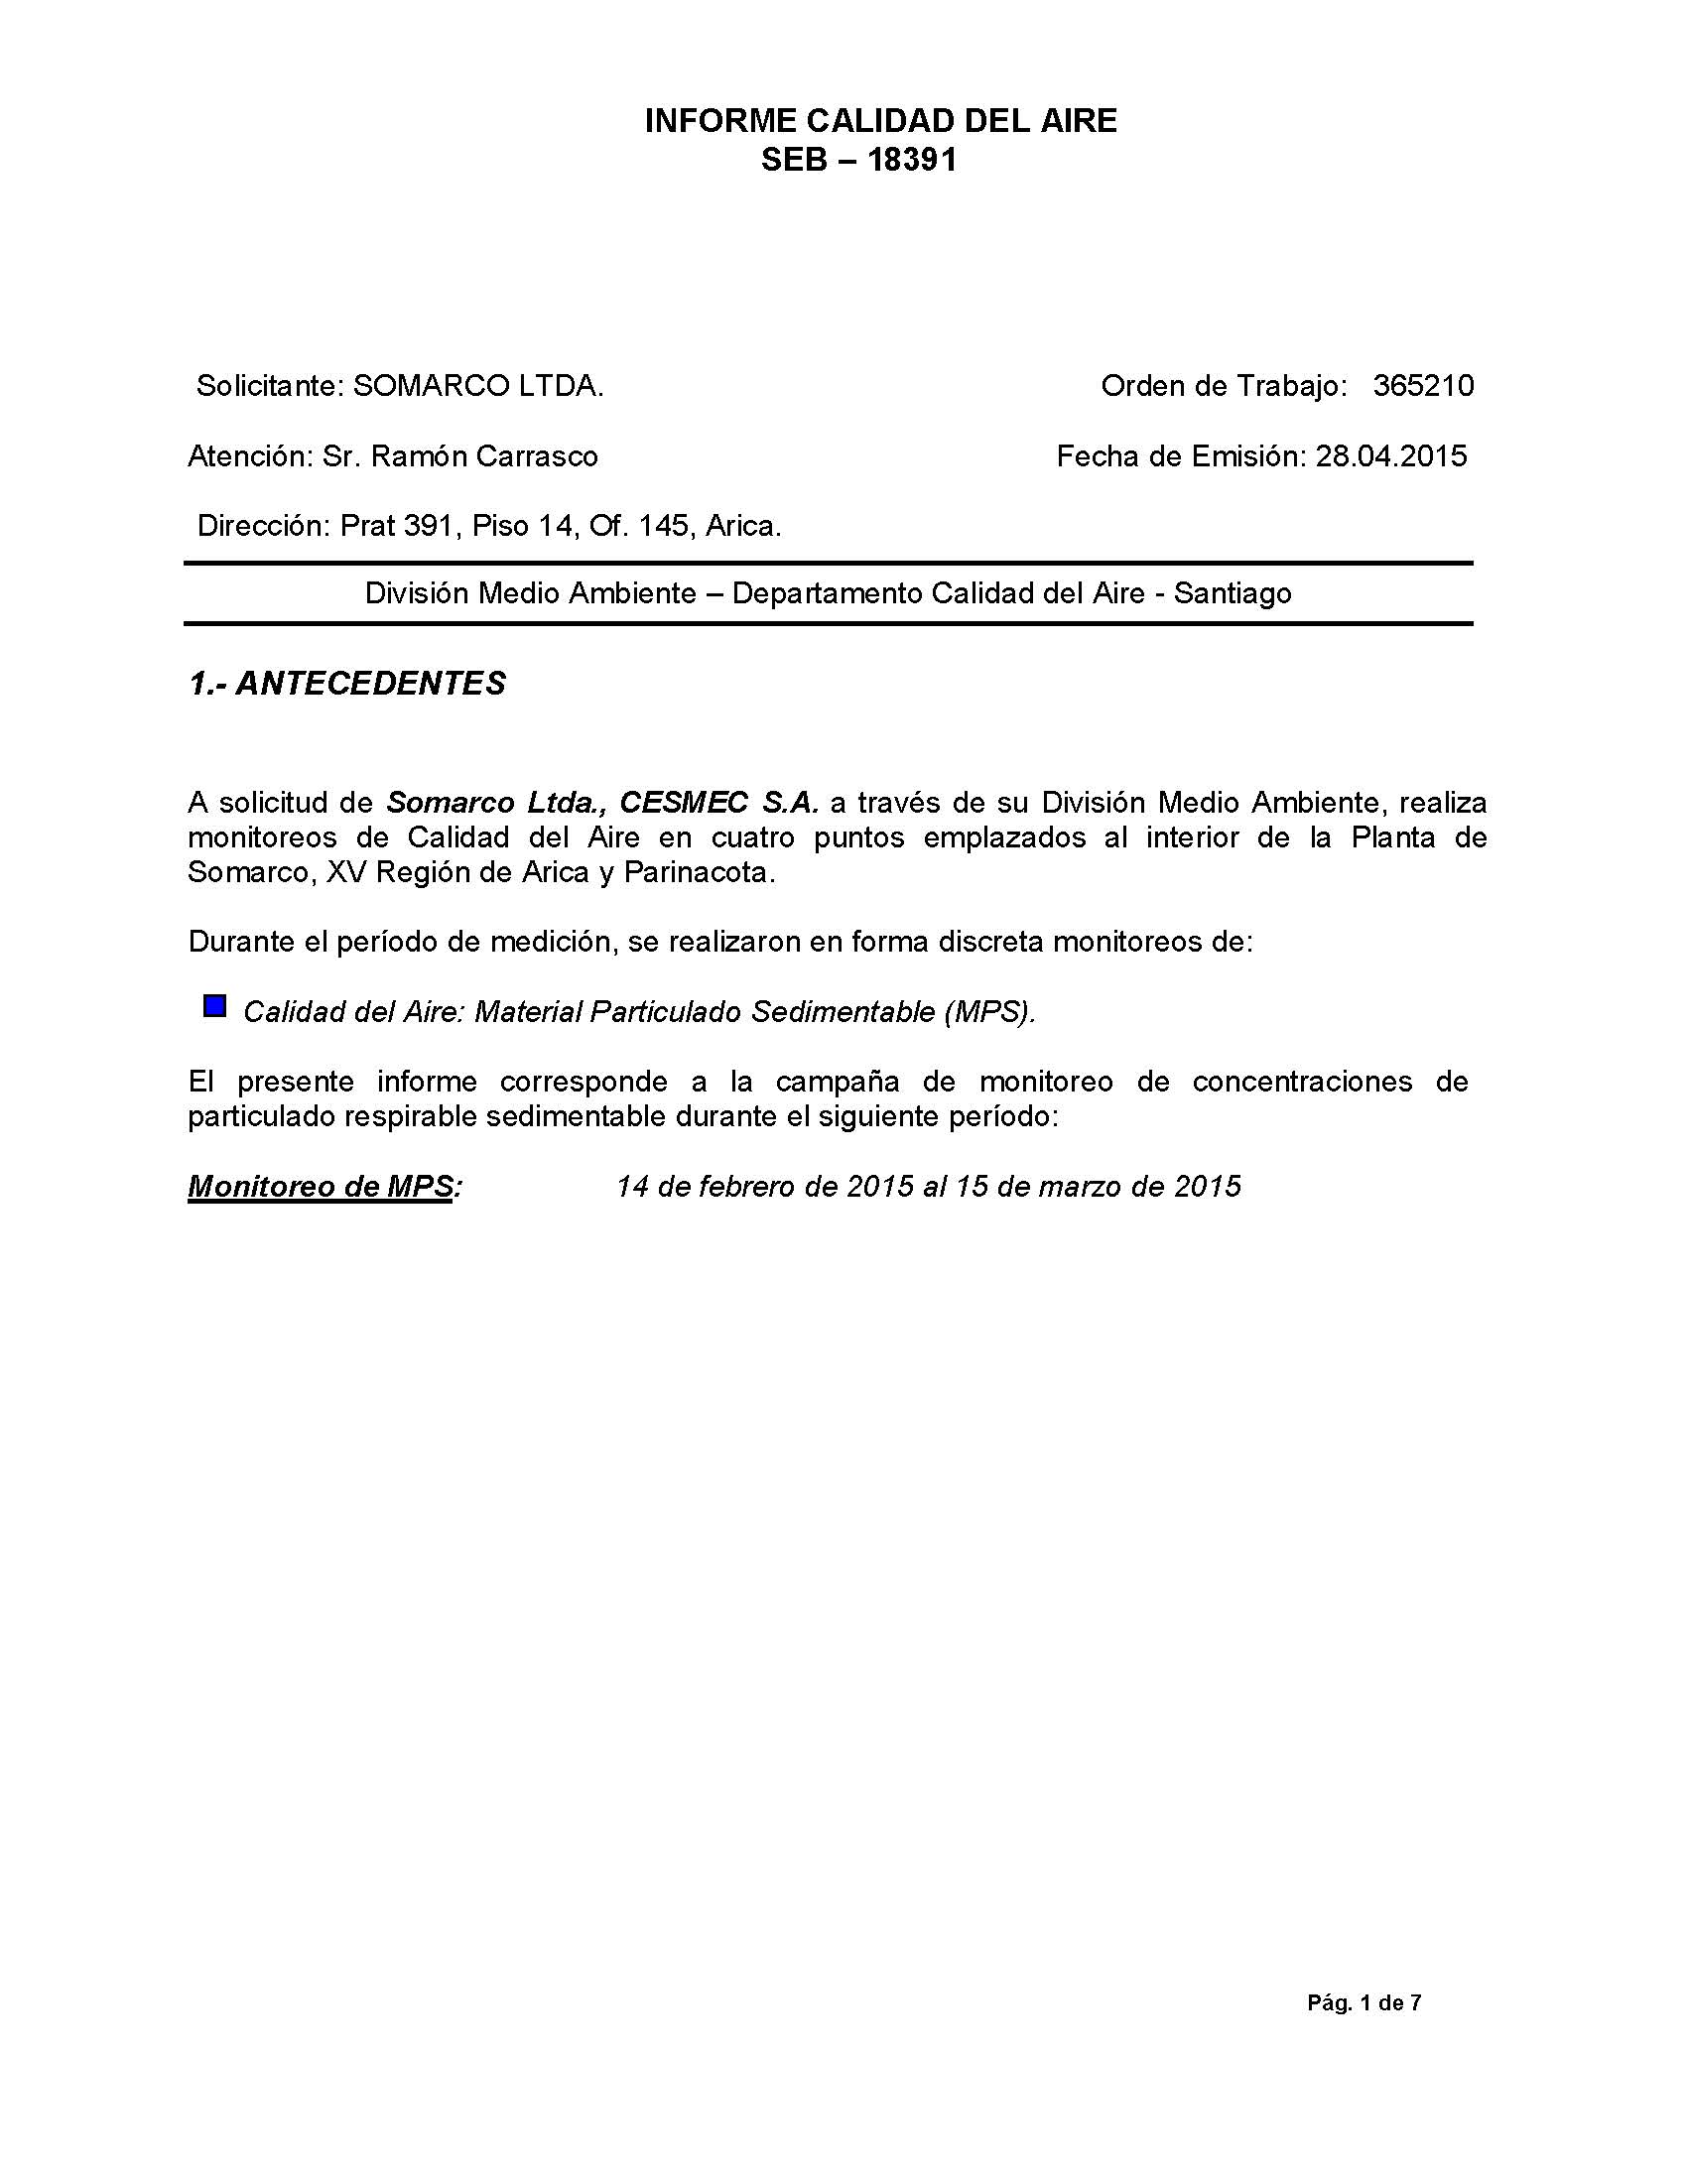 INFORME CALIDAD DEL AIRE
SEB – 18391
Solicitante: SOMARCO LTDA. Orden de Trabajo: 365210
Atención: Sr. Ramón Carrasco Fecha de Emisión: 28.04.2015
Dirección: Prat 391, Piso 14, Of. 145, Arica.
División Medio Ambiente – Departamento Calidad del Aire - Santiago
1.- ANTECEDENTES
A solicitud de Somarco Ltda., CESMEC S.A. a través de su División Medio Ambiente, realiza
monitoreos de Calidad del Aire en cuatro puntos emplazados al interior de la Planta de
Somarco, XV Región de Arica y Parinacota.
Durante el período de medición, se realizaron en forma discreta monitoreos de:
Calidad del Aire: Material Particulado Sedimentable (MPS).
El presente informe corresponde a la campaña de monitoreo de concentraciones de
particulado respirable sedimentable durante el siguiente período:
Monitoreo de MPS: 14 de febrero de 2015 al 15 de marzo de 2015
Pág. 1 de 7